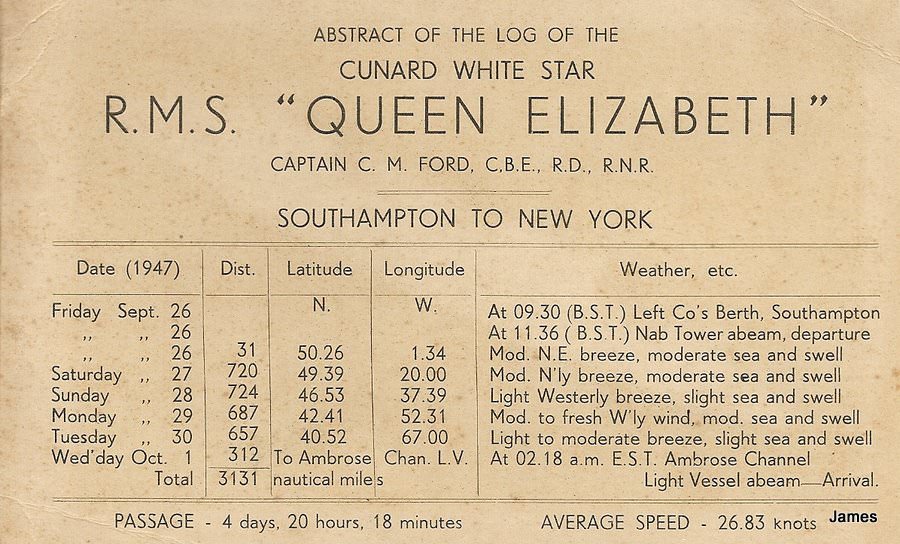 ABSTRACT OF THE LOG OF THE
CUNARD WHITE STAR
R.M.S. “QUEEN ELIZABETH”
CAPTAIN C. M. FORD, C,B.E., R.D., R.N.R.
SOUTHAMPTON TO NEW YORK
Date (1947) Dist. Latitude Longitude Weather, etc.
N. W.
Friday Sept. 26 At 09.30 (B.S.T.) Left Co's Berth, Southampton
,, ,, 26 At 11.36 ( B.S.T.) Nab Tower abeam, departure
,, ,, 26 31 50.26 1.34 Mod. N.E. breeze, moderate sea and swell
Saturday ,, 27 720 49.39 20.00 Mod. N'ly breeze, moderate sea and swell
Sunday ,, 28 724 46.53 37.39 Light Westerly breeze, slight sea and swell
Monday ,, 29 687 42.41 52.31 Mod. to fresh W'ly wind, mod. sea and swell
Tuesday ,, 30 657 40.52 67.00 Light to moderate breeze, slight sea and swell
Wed'day Oct. 1 312 To Ambrose Chan. L.V. At 02.18 a.m. E.S.T. Ambrose Channel
Total 3131 nautical miles Light Vessel abeam—Arrival.
PASSAGE - 4 days, 20 hours, 18 minutes AVERAGE SPEED - 26.83 knots James